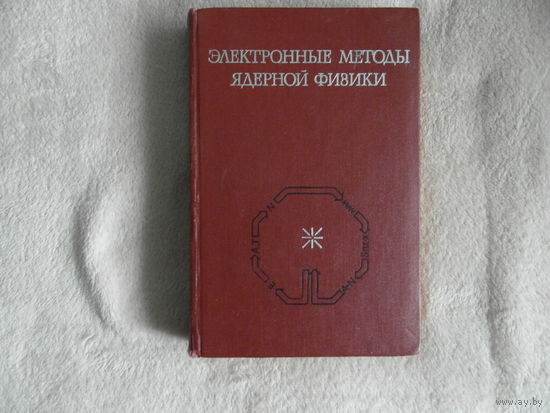 ЭЛЕКТРОННЫЕ МЕТОДЫ
ЯДЕРНОЙ ФИЗИКИ
N
A,T
E
A-N
www.ay.by